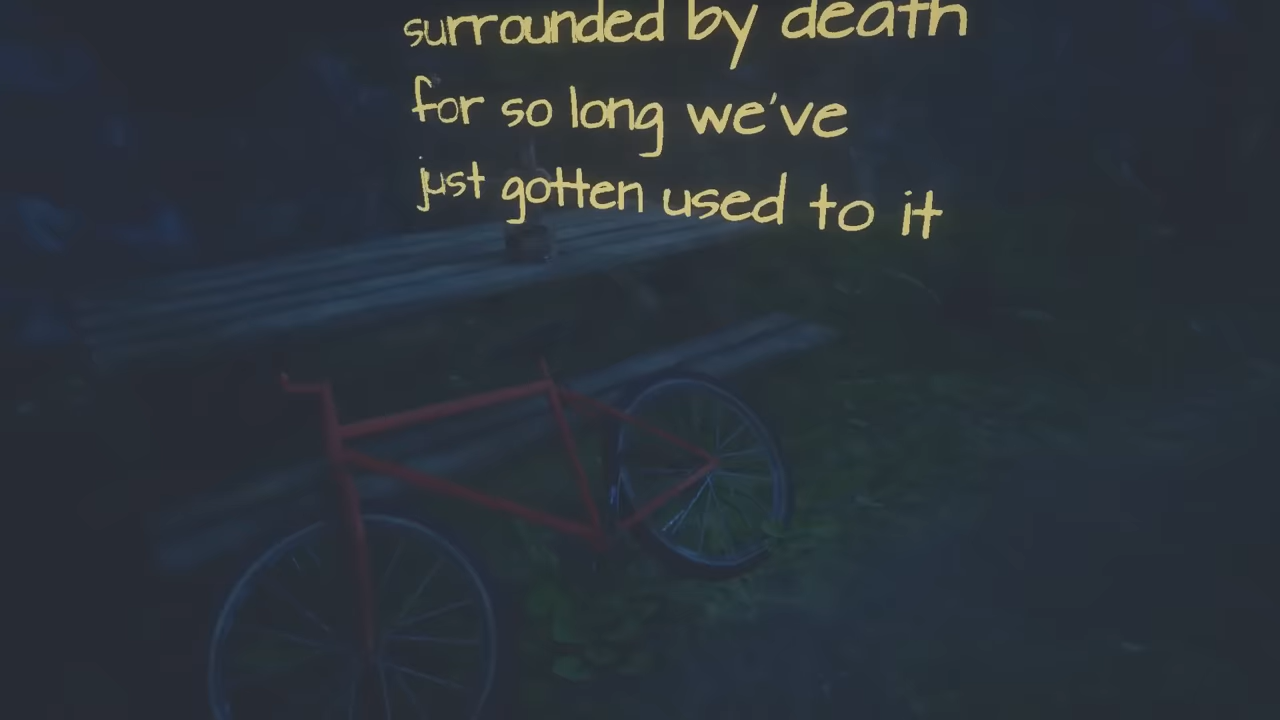 surrounded by death
for so long we've
just gotten used to it